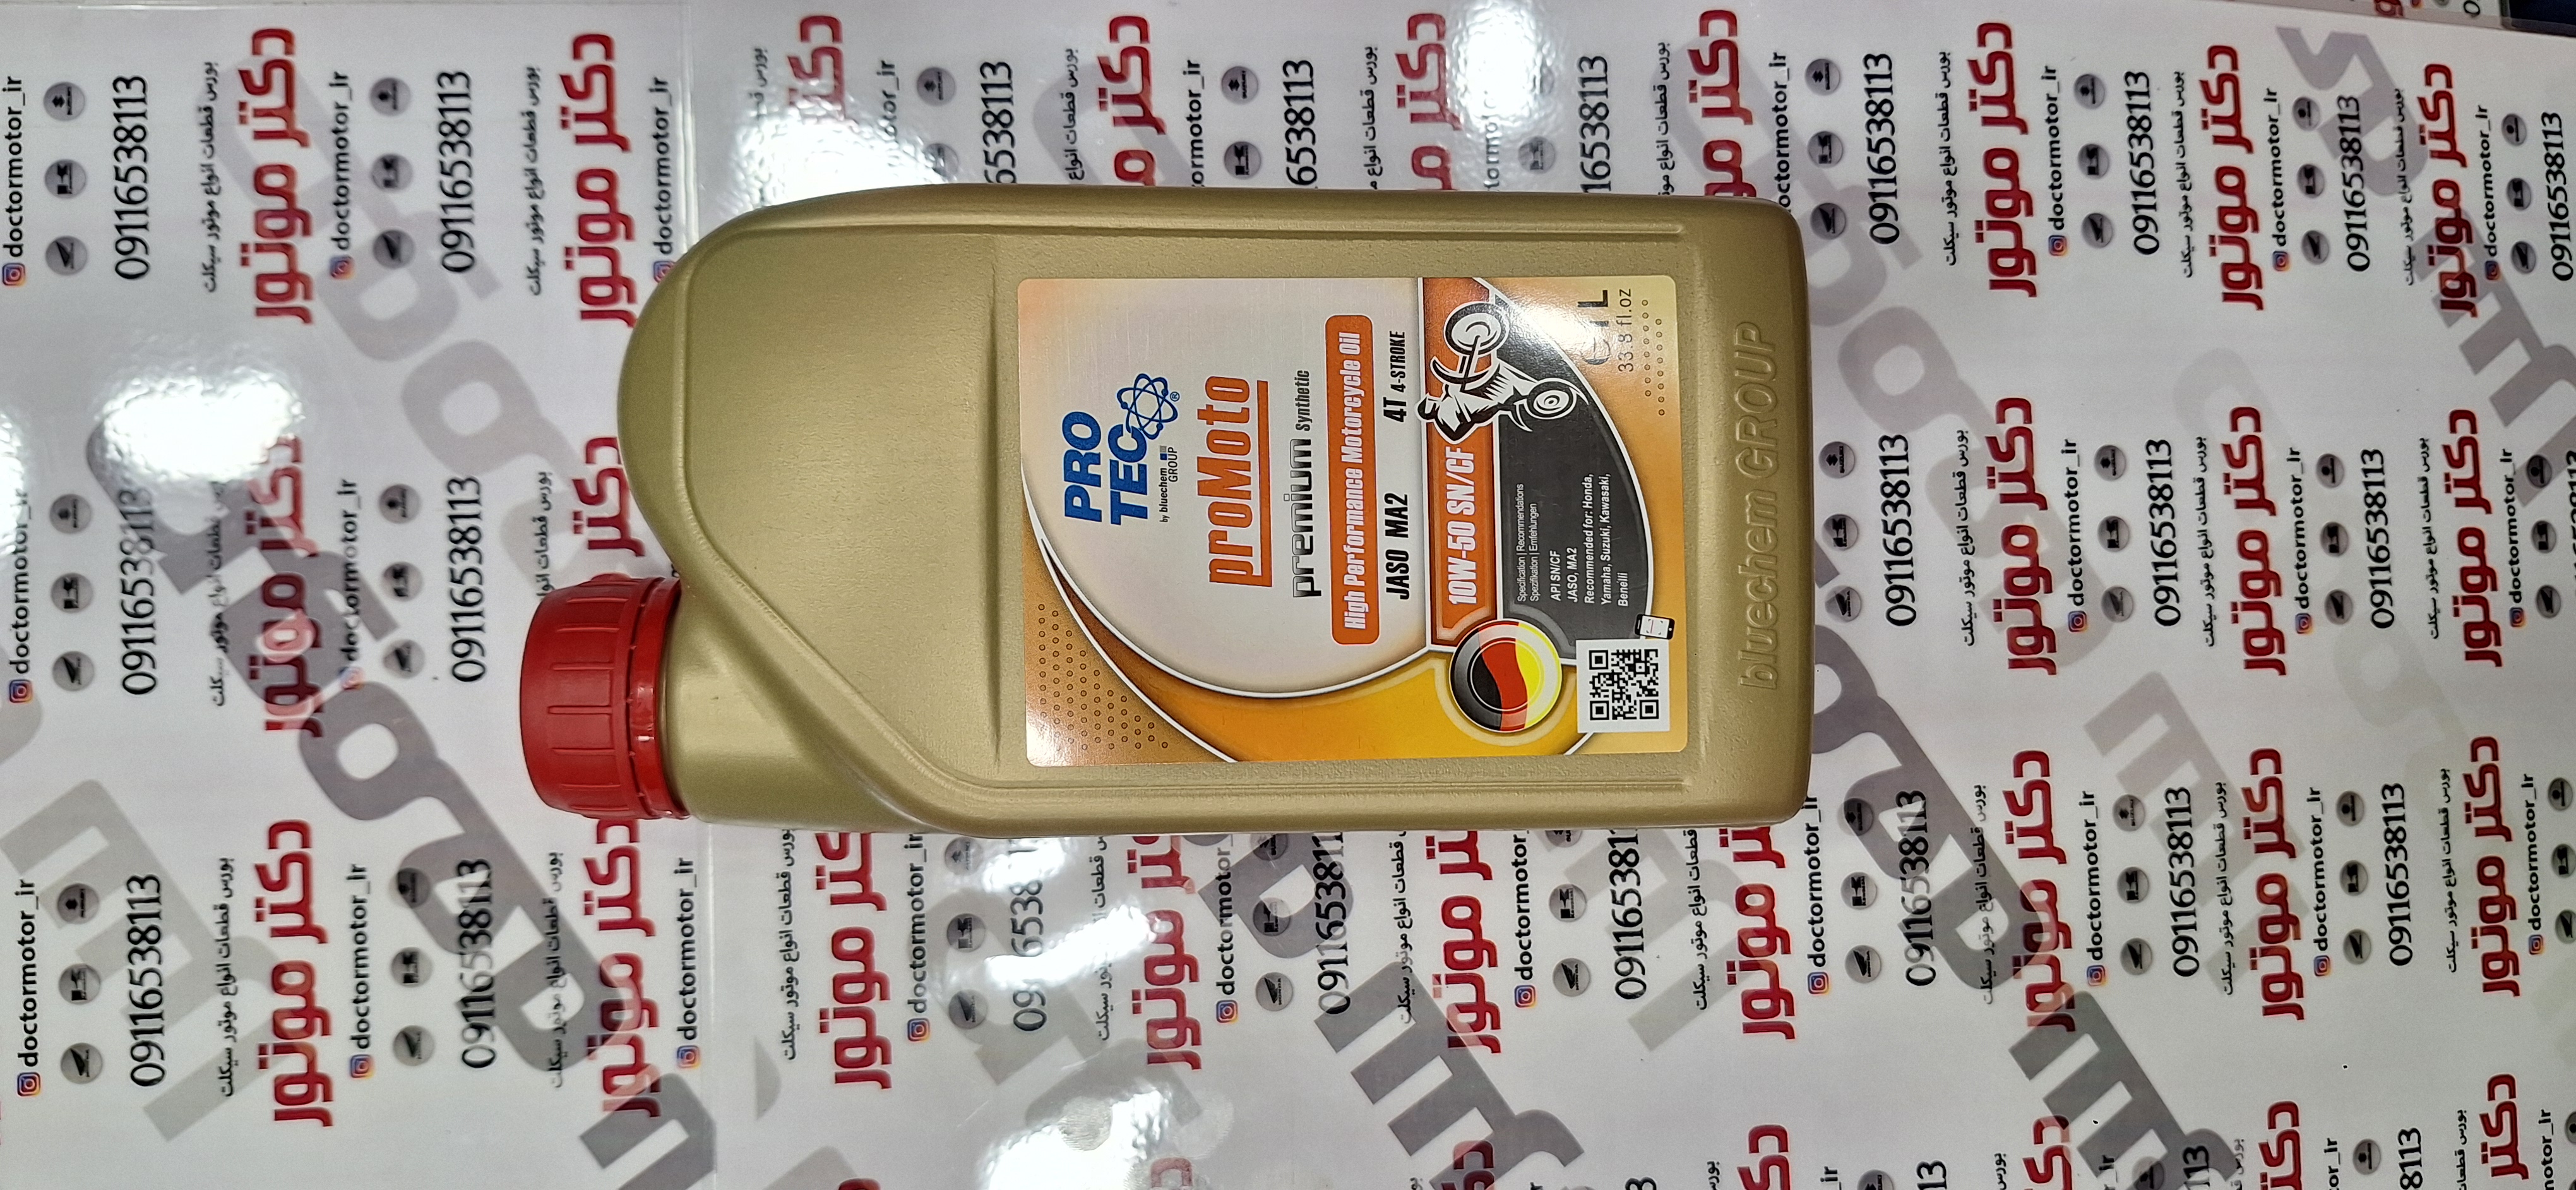 PRO
TEC®
by bluechem
GROUP
proMoto
premium Synthetic
High Performance Motorcycle Oil
JASO MA2 4T 4-STROKE
10W-50 SN/CF
Specification | Recommendations
Spezifikation | Empfehlungen
API SN/CF
JASO, MA2
Recommended for: Honda,
Yamaha, Suzuki, Kawasaki,
Benelli
1L
33.8 fl.oz
bluechem GROUP
بورس قطعات انواع موتور سیکلت
دکتر موتور
doctormotor_ir
09116538113